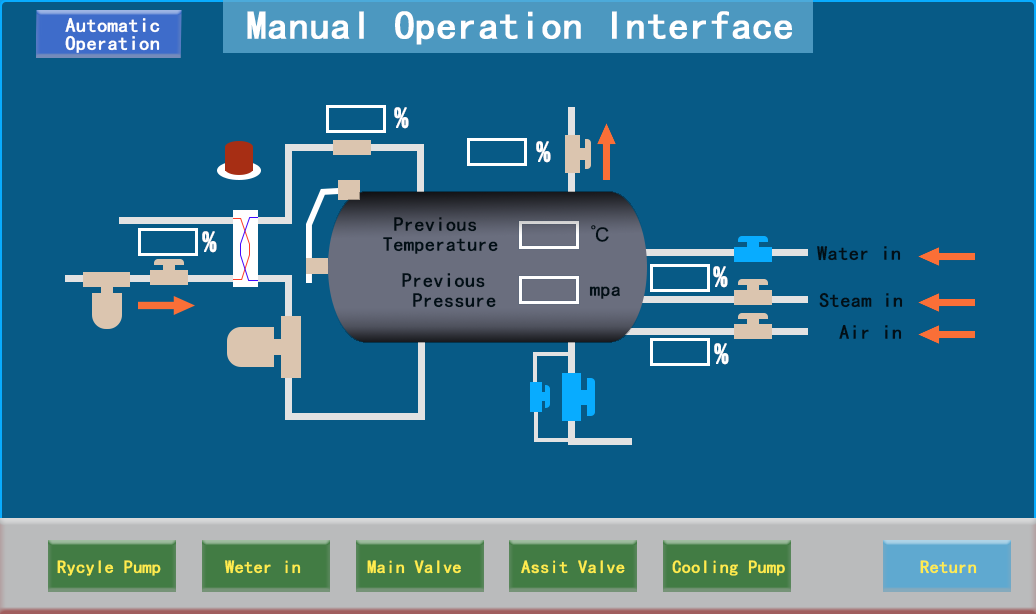 Automatic
Operation
Manual Operation Interface
%
%
%
Previous
Temperature
℃
Previous
Pressure
mpa
Water in
%
Steam in
Air in
%
Rycyle Pump
Weter in
Main Valve
Assit Valve
Cooling Pump
Return